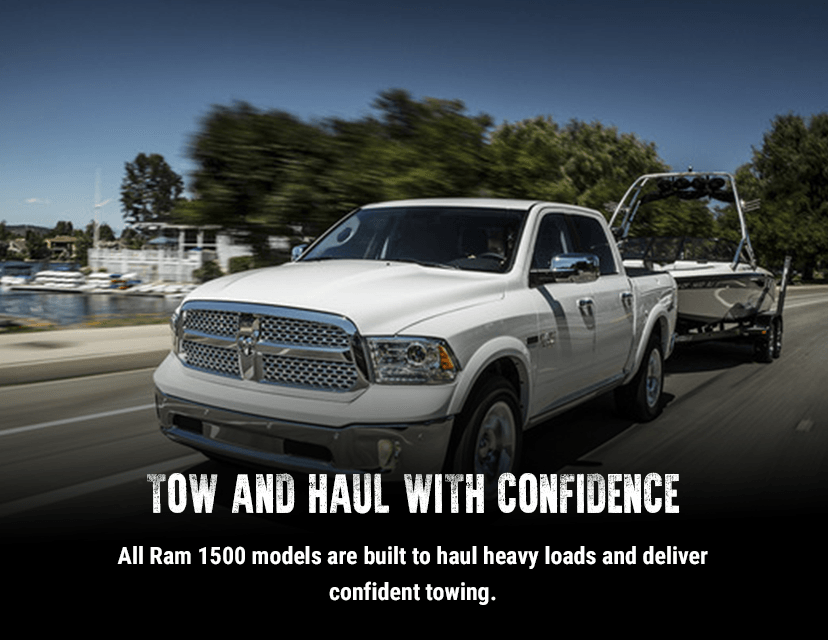 TOW AND HAUL WITH CONFIDENCE
All Ram 1500 models are built to haul heavy loads and deliver
confident towing.